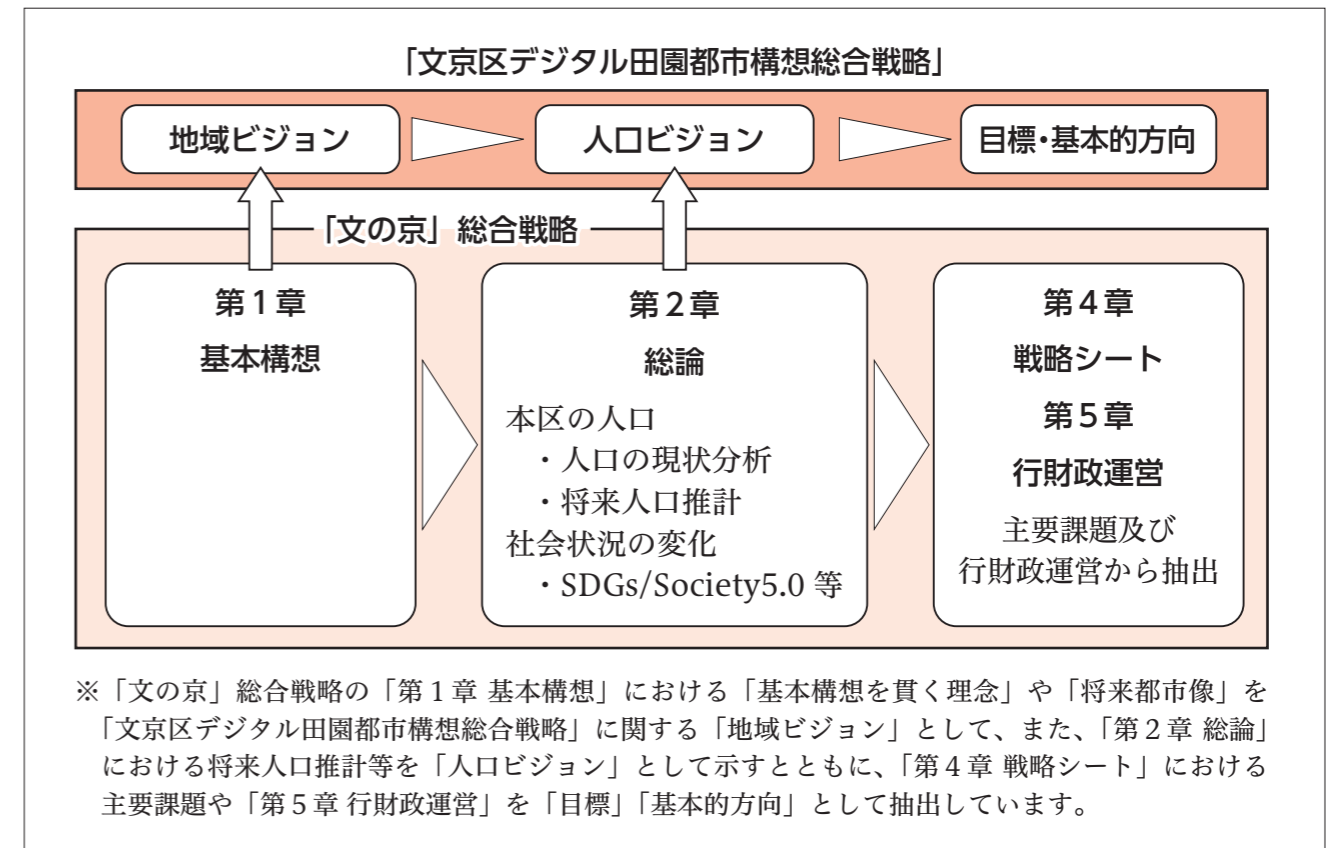 「文京区デジタル田園都市構想総合戦略」
地域ビジョン
人口ビジョン
目標・基本的方向
「文の京」総合戦略
第1章
基本構想
第2章
総論
本区の人口
・人口の現状分析
・将来人口推計
社会状況の変化
・SDGs/Society5.0 等
第4章
戦略シート
第5章
行財政運営
主要課題及び
行財政運営から抽出
※「文の京」総合戦略の「第1章 基本構想」における「基本構想を貫く理念」や「将来都市像」を
「文京区デジタル田園都市構想総合戦略」に関する「地域ビジョン」として、また、「第2章 総論」
における将来人口推計等を「人口ビジョン」として示すとともに、「第4章 戦略シート」における
主要課題や「第5章 行財政運営」を「目標」「基本的方向」として抽出しています。